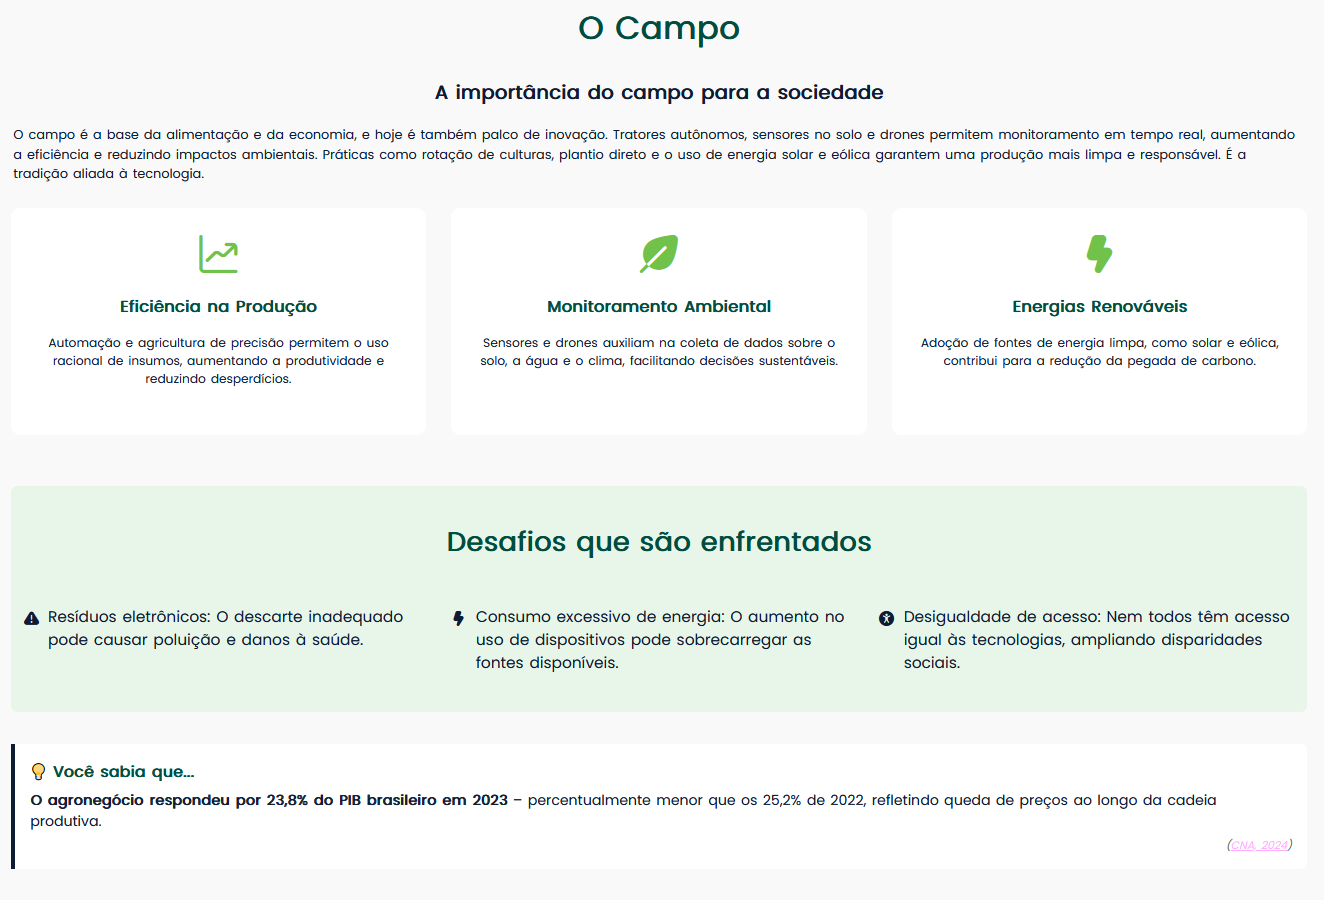 O Campo
A importância do campo para a sociedade
O campo é a base da alimentação e da economia, e hoje é também palco de inovação. Tratores autônomos, sensores no solo e drones permitem monitoramento em tempo real, aumentando
a eficiência e reduzindo impactos ambientais. Práticas como rotação de culturas, plantio direto e o uso de energia solar e eólica garantem uma produção mais limpa e responsável. É a
tradição aliada à tecnologia.
Eficiência na Produção
Automação e agricultura de precisão permitem o uso
racional de insumos, aumentando a produtividade e
reduzindo desperdícios.
Monitoramento Ambiental
Sensores e drones auxiliam na coleta de dados sobre o
solo, a água e o clima, facilitando decisões sustentáveis.
Energias Renováveis
Adoção de fontes de energia limpa, como solar e eólica,
contribui para a redução da pegada de carbono.
Desafios que são enfrentados
Resíduos eletrônicos: O descarte inadequado
pode causar poluição e danos à saúde.
Consumo excessivo de energia: O aumento no
uso de dispositivos pode sobrecarregar as
fontes disponíveis.
Desigualdade de acesso: Nem todos têm acesso
igual às tecnologias, ampliando disparidades
sociais.
Você sabia que...
O agronegócio respondeu por 23,8% do PIB brasileiro em 2023 – percentualmente menor que os 25,2% de 2022, refletindo queda de preços ao longo da cadeia
produtiva.
(CNA, 2024)